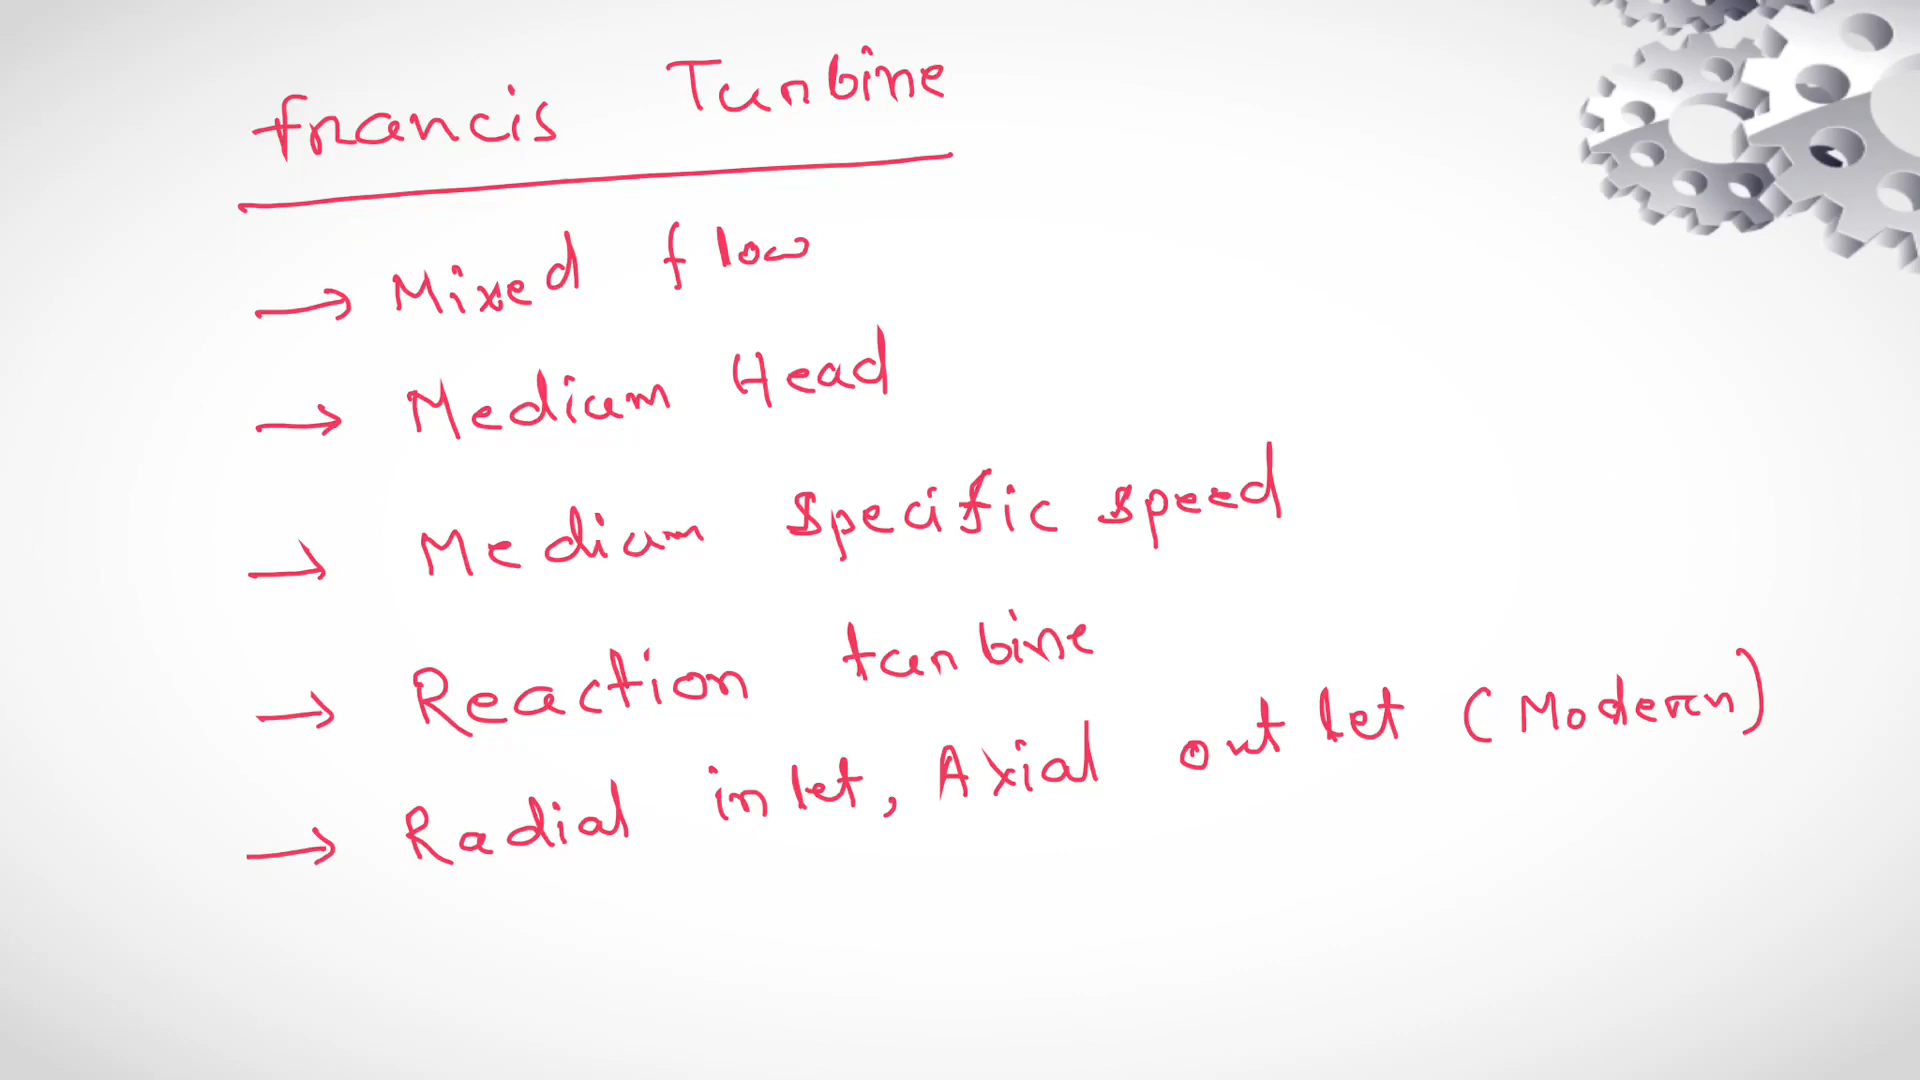 francis Turbine
→ Mixed flow
→ Medium Head
→ Medium Specific speed
→ Reaction turbine
→ Radial inlet, Axial outlet (Modern)